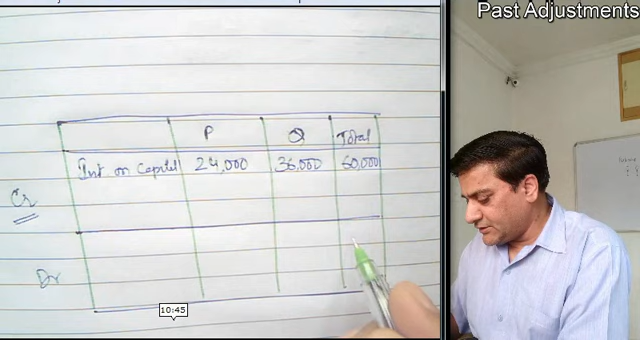 Past Adjustments
P Q Total
Int on Capital 24,000 36,000 60,000
Cr
Dr
10:45